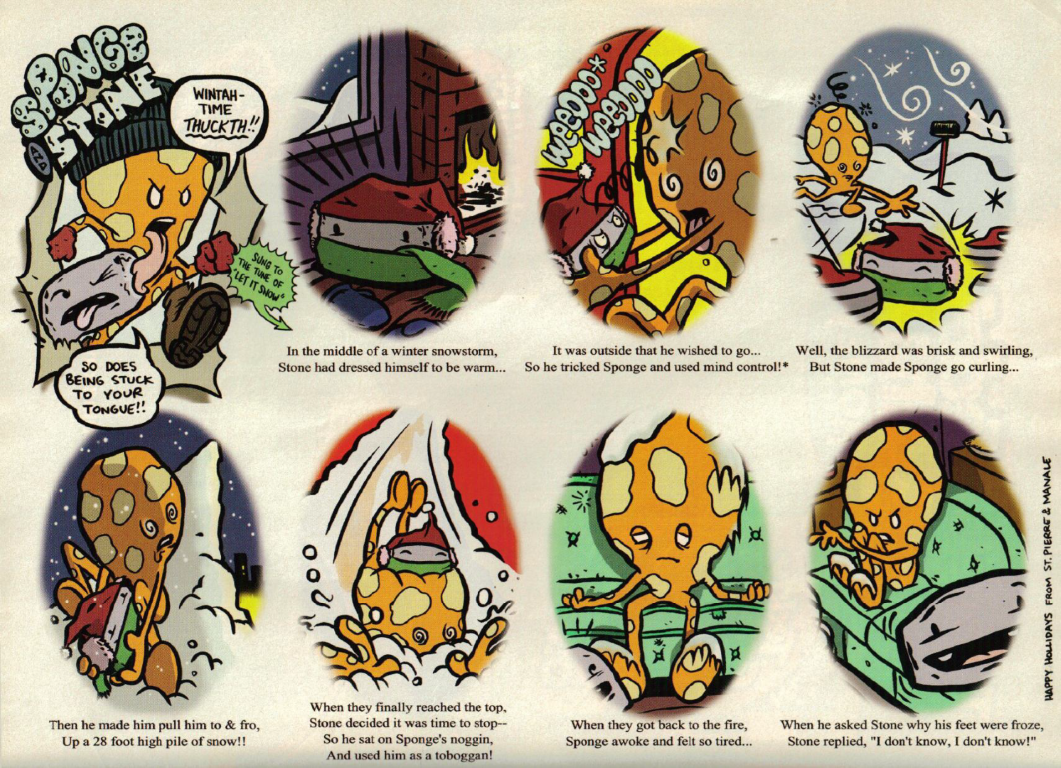 SPONGE
AND STONE
WINTAH-
TIME
THUCKTH!!
SUNG TO
THE TUNE OF
"LET IT SNOW"
SO DOES
BEING STUCK
TO YOUR
TONGUE!!
In the middle of a winter snowstorm,
Stone had dressed himself to be warm...
WEEOOO*
WEEOOOO
It was outside that he wished to go...
So he tricked Sponge and used mind control!*
Well, the blizzard was brisk and swirling,
But Stone made Sponge go curling...
Then he made him pull him to & fro,
Up a 28 foot high pile of snow!!
When they finally reached the top,
Stone decided it was time to stop--
So he sat on Sponge's noggin,
And used him as a toboggan!
When they got back to the fire,
Sponge awoke and felt so tired...
When he asked Stone why his feet were froze,
Stone replied, "I don't know, I don't know!"
HAPPY HOLLIDAYS FROM ST. PIERRE & MANALE